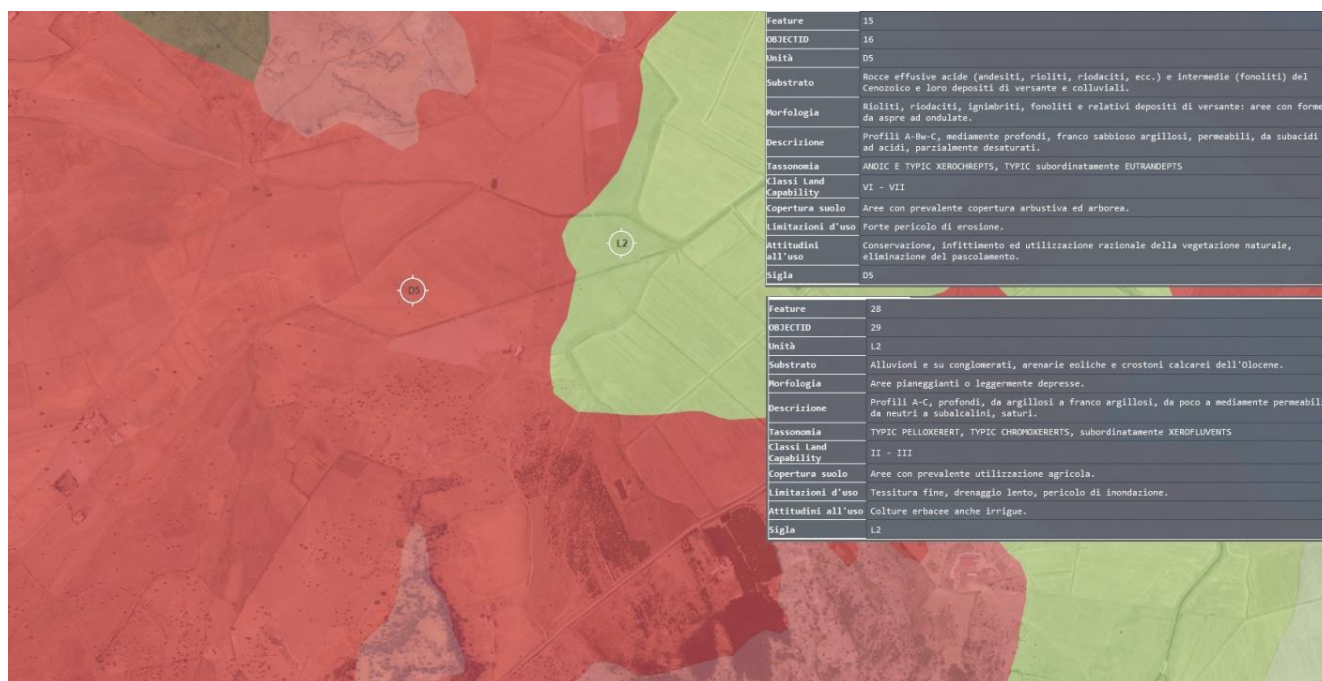 Feature 15
OBJECTID 16
Unità D5
Substrato Rocce effusive acide (andesiti, rioliti, riodaciti, ecc.) e intermedie (fonoliti) del
Cenozoico e loro depositi di versante e colluviali.
Morfologia Rioliti, riodaciti, ignimbriti, fonoliti e relativi depositi di versante: aree con forme
da aspre ad ondulate.
Descrizione Profili A-Bw-C, mediamente profondi, franco sabbioso argillosi, permeabili, da subacidi
ad acidi, parzialmente desaturati.
Tassonomia ANDIC E TYPIC XEROCHREPTS, TYPIC subordinatamente EUTRANDEPTS
Classi Land
Capability VI - VII
Copertura suolo Aree con prevalente copertura arbustiva ed arborea.
Limitazioni d'uso Forte pericolo di erosione.
Attitudini
all'uso Conservazione, infittimento ed utilizzazione razionale della vegetazione naturale,
eliminazione del pascolamento.
Sigla D5
L2
D5
Feature 28
OBJECTID 29
Unità L2
Substrato Alluvioni e su conglomerati, arenarie eoliche e crostoni calcarei dell'Olocene.
Morfologia Aree pianeggianti o leggermente depresse.
Descrizione Profili A-C, profondi, da argillosi a franco argillosi, da poco a mediamente permeabili
da neutri a subalcalini, saturi.
Tassonomia TYPIC PELLOXERERT, TYPIC CHROMOXERERTS, subordinatamente XEROFLUVENTS
Classi Land
Capability II - III
Copertura suolo Aree con prevalente utilizzazione agricola.
Limitazioni d'uso Tessitura fine, drenaggio lento, pericolo di inondazione.
Attitudini all'uso Colture erbacee anche irrigue.
Sigla L2